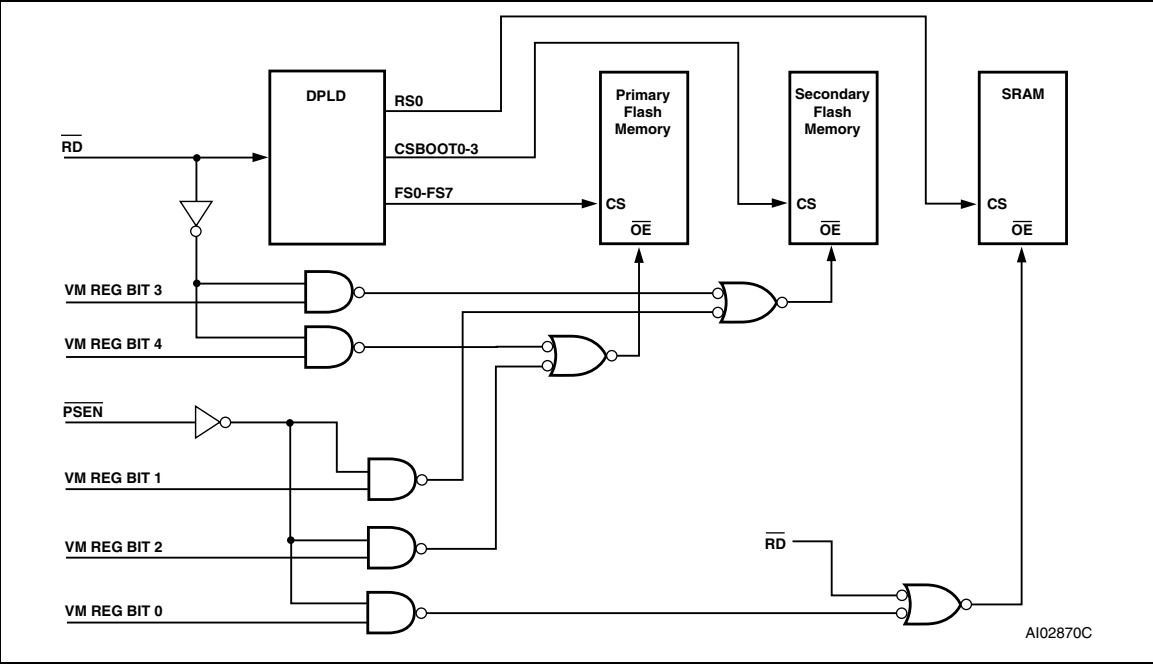 DPLD
RS0
CSBOOT0-3
FS0-FS7
Primary
Flash
Memory
CS
OE
Secondary
Flash
Memory
CS
OE
SRAM
CS
OE
RD
VM REG BIT 3
VM REG BIT 4
PSEN
VM REG BIT 1
VM REG BIT 2
VM REG BIT 0
RD
AI02870C